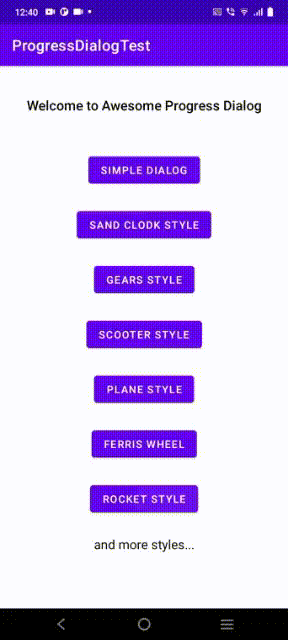 12:40
ProgressDialogTest
Welcome to Awesome Progress Dialog
SIMPLE DIALOG
SAND CLODK STYLE
GEARS STYLE
SCOOTER STYLE
PLANE STYLE
FERRIS WHEEL
ROCKET STYLE
and more styles...